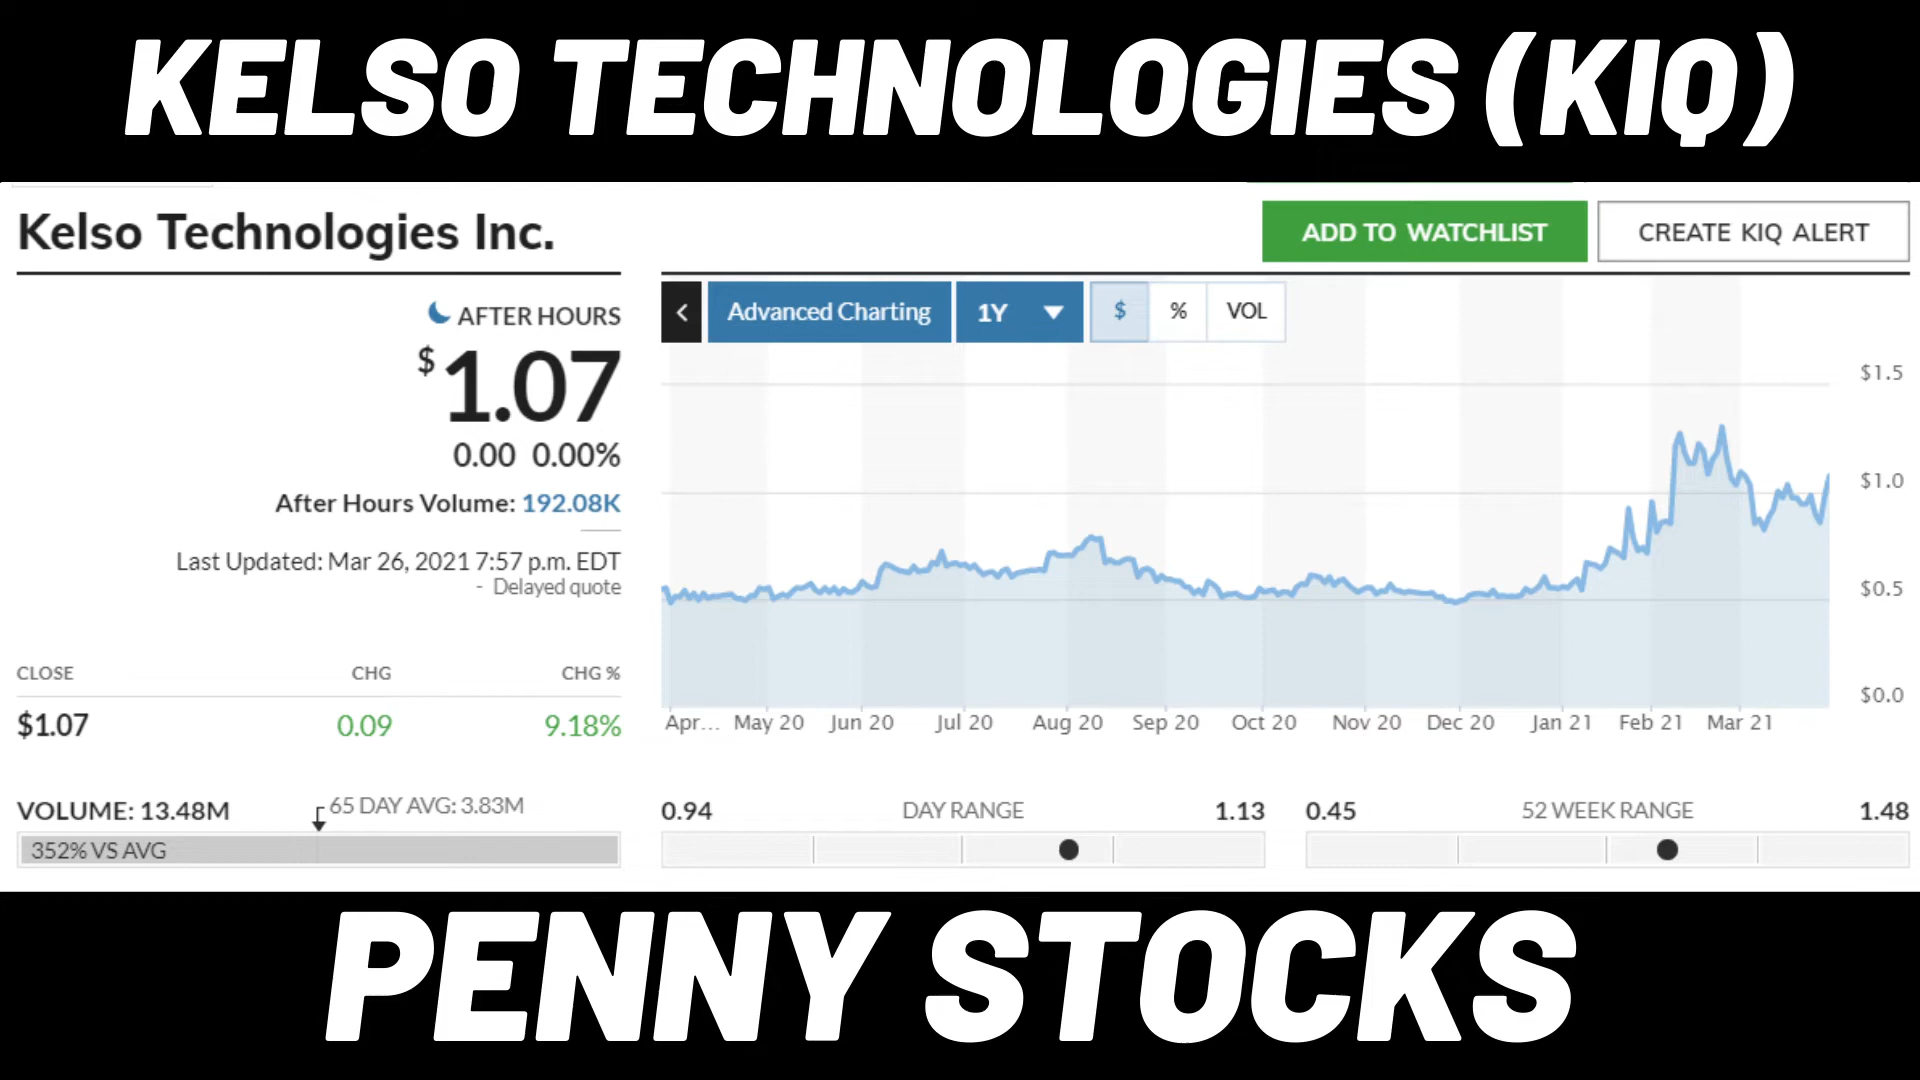 KELSO TECHNOLOGIES (KIQ)
Kelso Technologies Inc.
ADD TO WATCHLIST
CREATE KIQ ALERT
AFTER HOURS
$1.07
0.00 0.00%
After Hours Volume: 192.08K
Last Updated: Mar 26, 2021 7:57 p.m. EDT
- Delayed quote
CLOSE CHG CHG %
$1.07 0.09 9.18%
VOLUME: 13.48M 65 DAY AVG: 3.83M
352% VS AVG
< Advanced Charting 1Y $ % VOL
$1.5
$1.0
$0.5
$0.0
Apr... May 20 Jun 20 Jul 20 Aug 20 Sep 20 Oct 20 Nov 20 Dec 20 Jan 21 Feb 21 Mar 21
0.94 DAY RANGE 1.13
0.45 52 WEEK RANGE 1.48
PENNY STOCKS